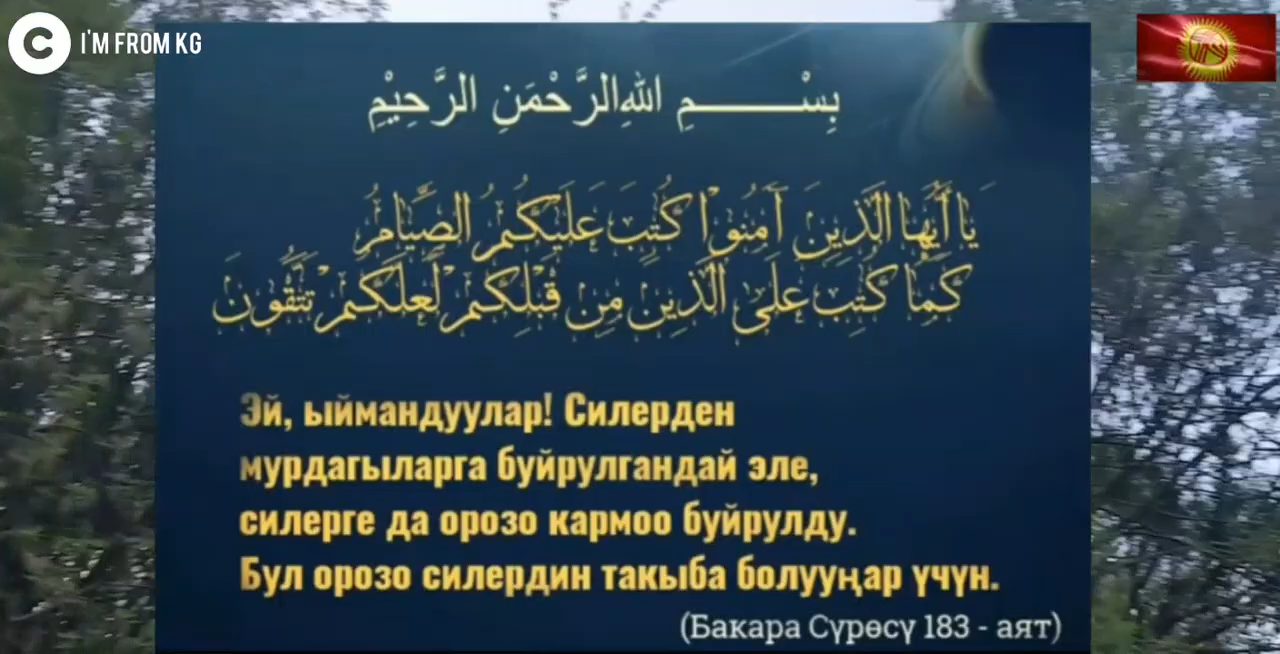 I'M FROM KG
بِسْــــــــمِ اللهِ الرَّحْمَنِ الرَّحِيْمِ
يَا أَيُّهَا الَّذِينَ آمَنُوْا كُتِبَ عَلَيْكُمُ الصِّيَامُ
كَمَا كُتِبَ عَلَى الَّذِينَ مِنْ قَبْلِكُمْ لَعَلَّكُمْ تَتَّقُونَ
Эй, ыймандуулар! Силерден
мурдагыларга буйрулгандай эле,
силерге да орозо кармоо буйрулду.
Бул орозо силердин такыба болууңар үчүн.
(Бакара Сүрөсү 183 - аят)